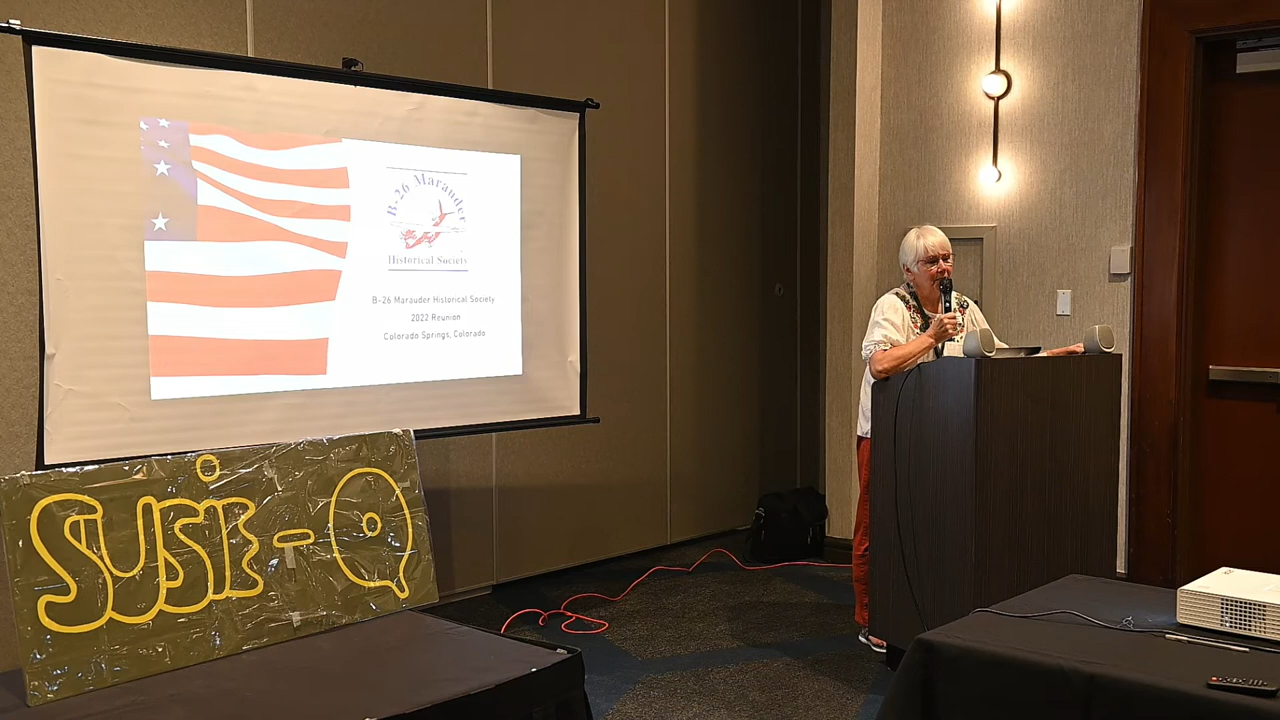 B-26 Marauder
Historical Society
B-26 Marauder Historical Society
2022 Reunion
Colorado Springs, Colorado
SUSIE-Q